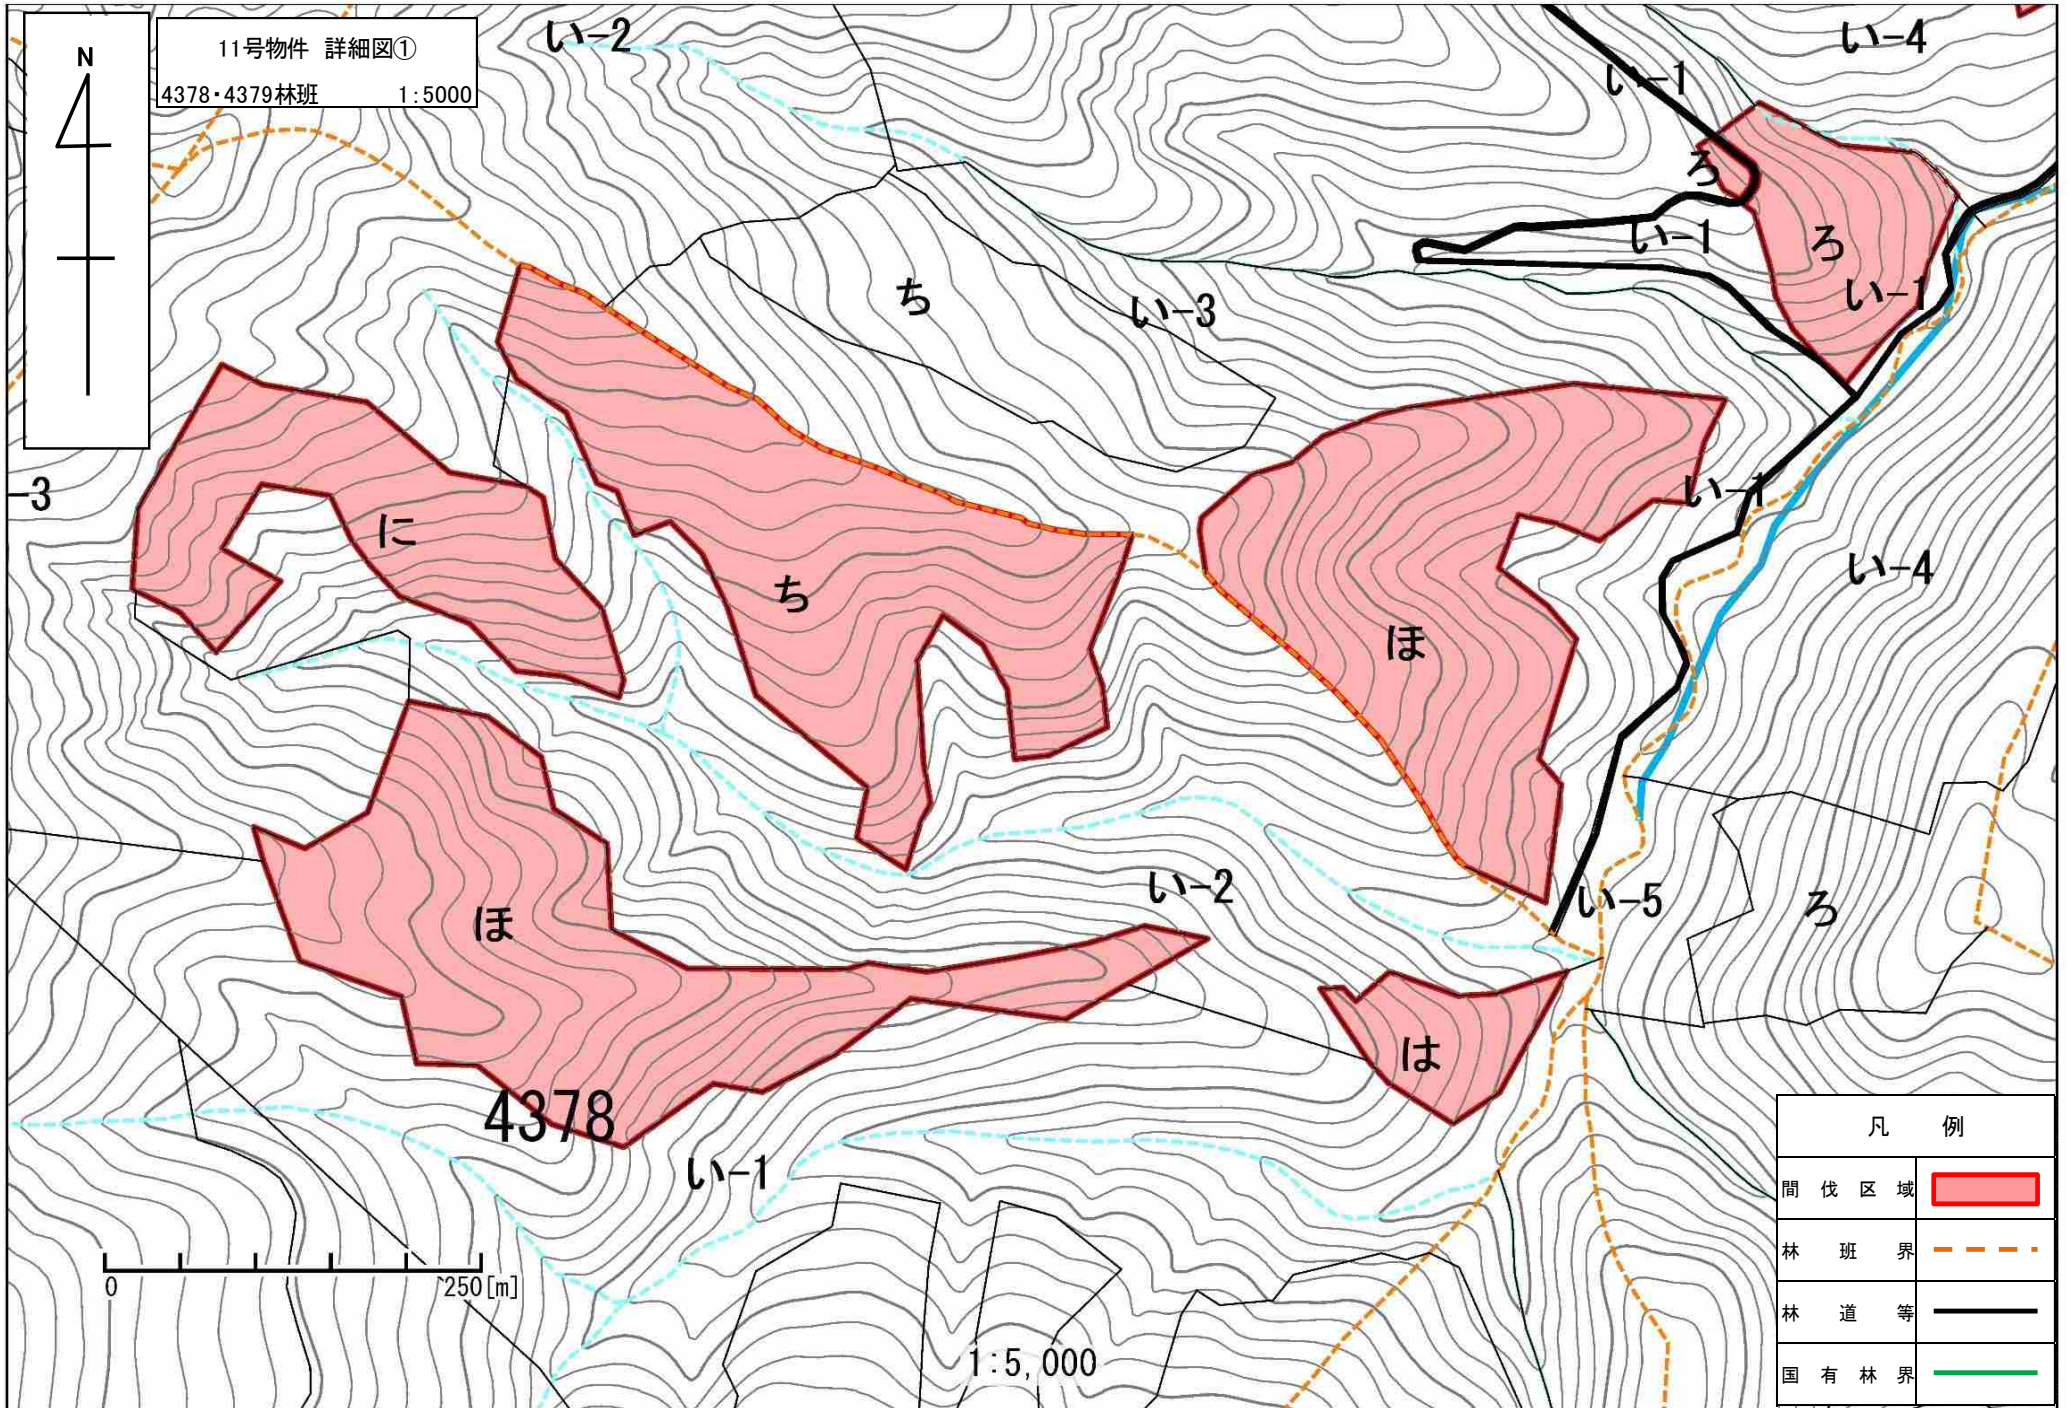 N
11号物件 詳細図①
4378・4379林班 1:5000
い-2
い-4
い-1
ろ
い-1
ろ
い-1
ち
い-3
-3
に
い-1
い-4
ち
ほ
い-2
い-5
ろ
ほ
は
4378
い-1
0 250[m]
1:5,000
凡 例
間伐区域
林班界
林道等
国有林界